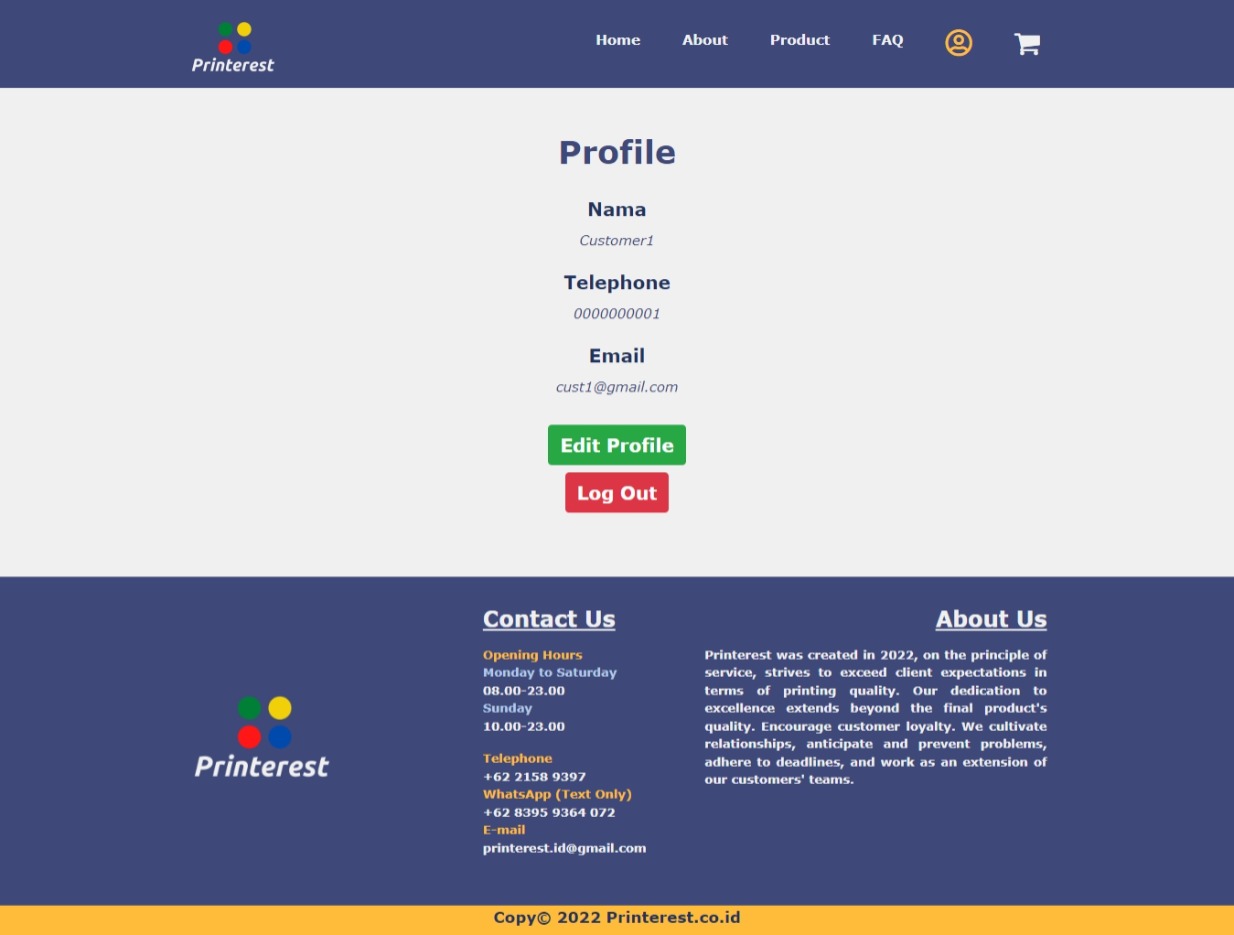 Printerest
Home About Product FAQ
Profile
Nama
Customer1
Telephone
0000000001
Email
cust1@gmail.com
Edit Profile
Log Out
Printerest
Contact Us
Opening Hours
Monday to Saturday
08.00-23.00
Sunday
10.00-23.00
Telephone
+62 2158 9397
WhatsApp (Text Only)
+62 8395 9364 072
E-mail
printerest.id@gmail.com
About Us
Printerest was created in 2022, on the principle of
service, strives to exceed client expectations in
terms of printing quality. Our dedication to
excellence extends beyond the final product's
quality. Encourage customer loyalty. We cultivate
relationships, anticipate and prevent problems,
adhere to deadlines, and work as an extension of
our customers' teams.
Copy© 2022 Printerest.co.id